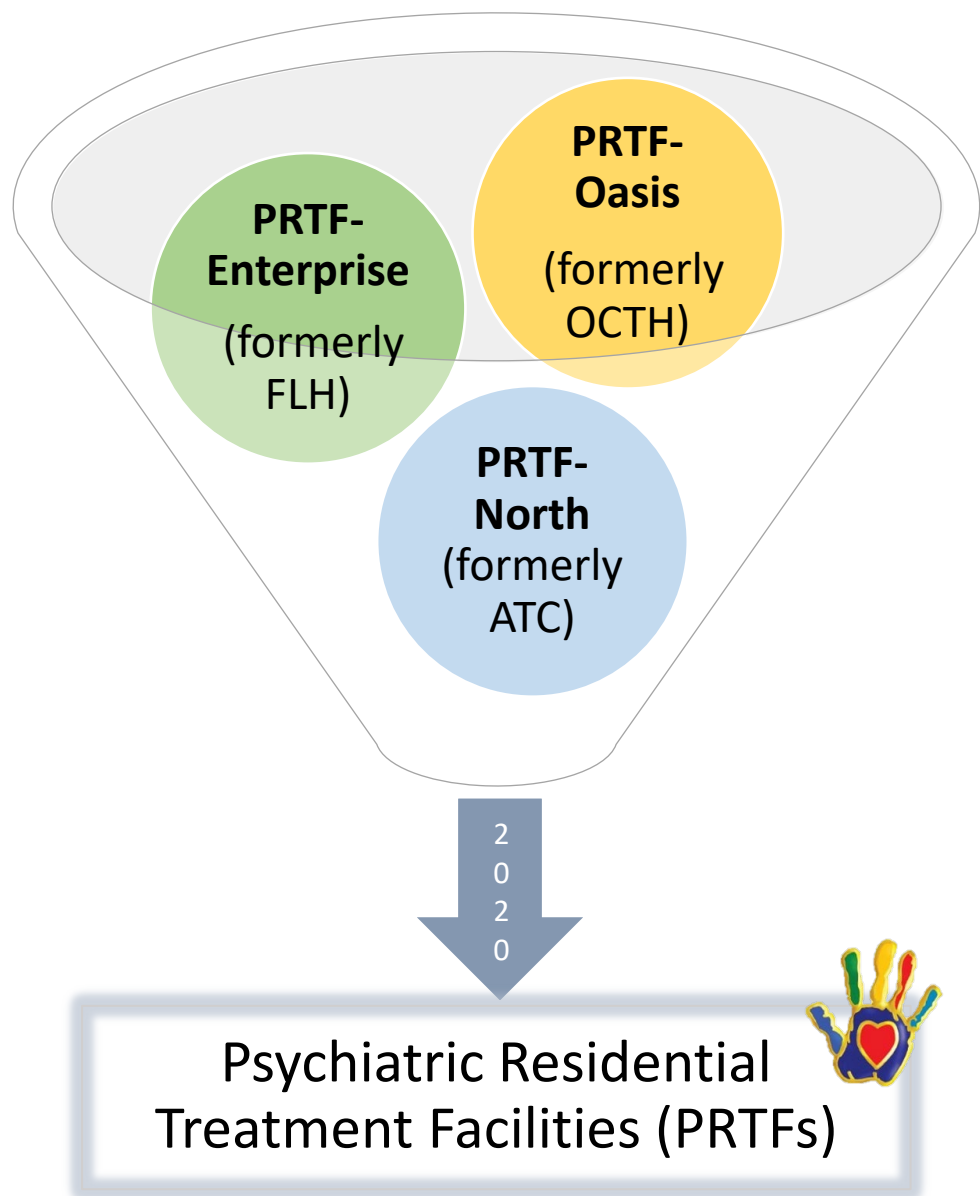 PRTF-
Oasis
(formerly
OCTH)
PRTF-
Enterprise
(formerly
FLH)
PRTF-
North
(formerly
ATC)
2
0
2
0
Psychiatric Residential
Treatment Facilities (PRTFs)